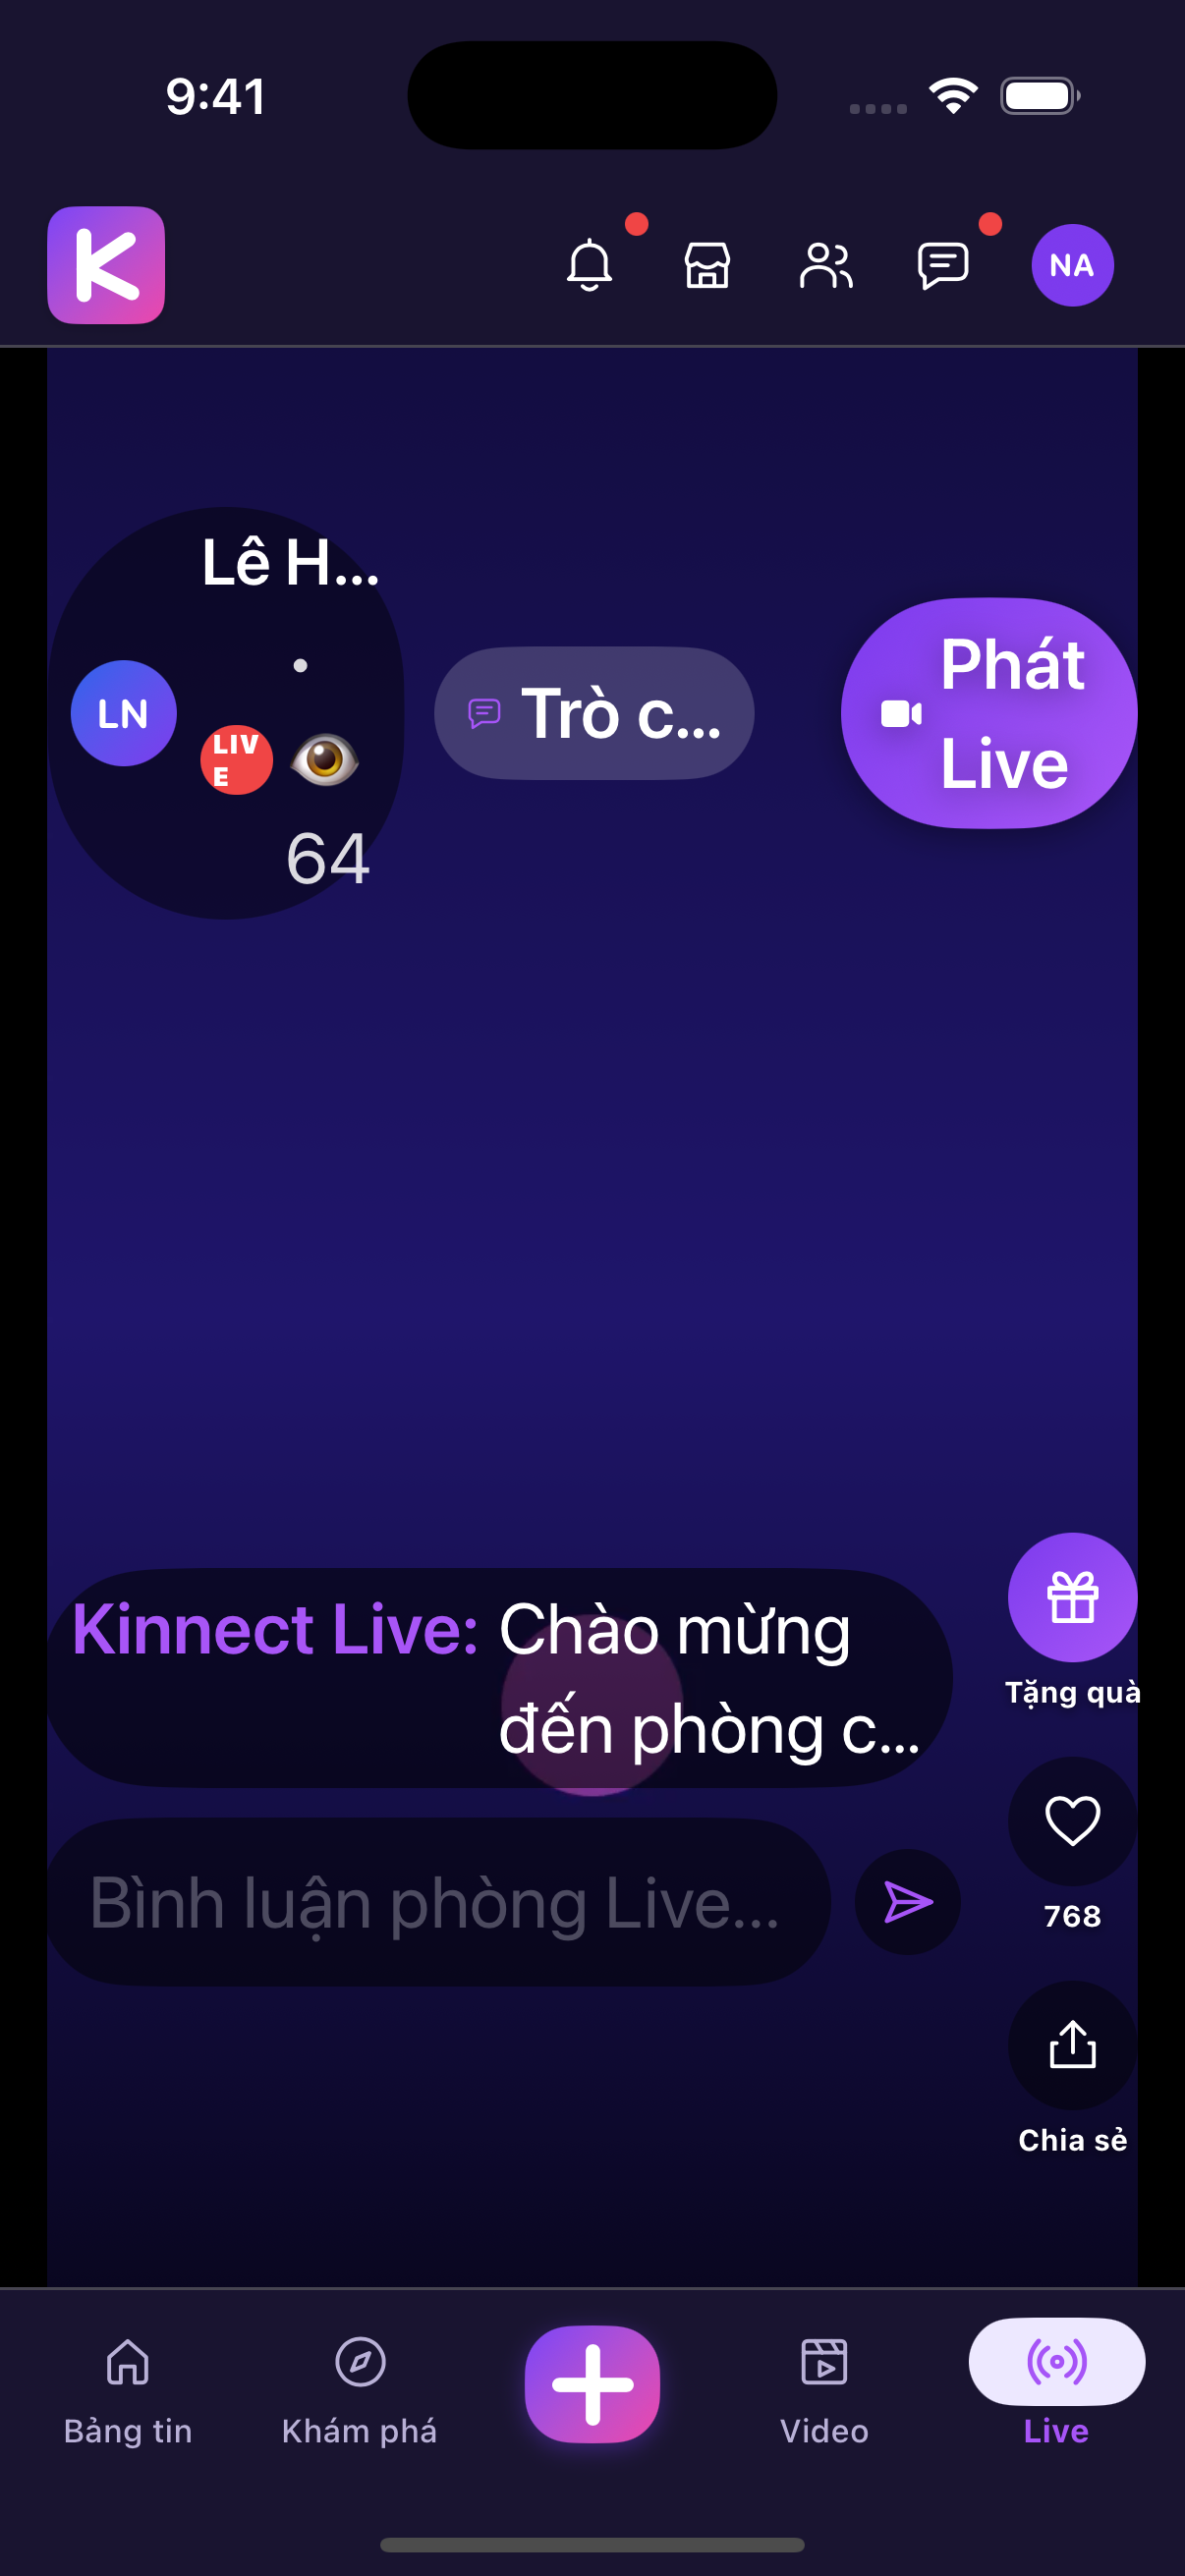 9:41
K
NA
Lê H...
•
LN
LIV
E
👁️
64
Trò c...
Phát
Live
Kinnect Live: Chào mừng
đến phòng c...
Tặng quà
Bình luận phòng Live...
768
Chia sẻ
Bảng tin
Khám phá
Video
Live